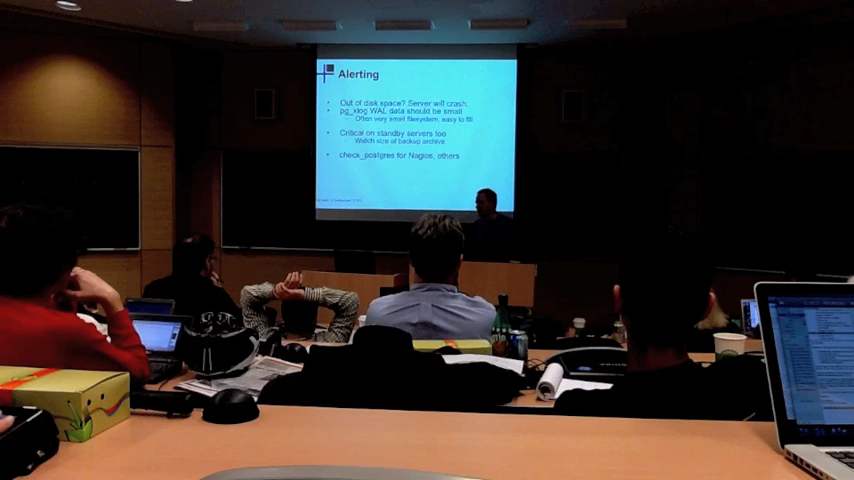 Alerting
Out of disk space? Server will crash.
pg_xlog WAL data should be small
Often very small filesystem, easy to fill
Critical on standby servers too
Watch size of backup archive
check_postgres for Nagios, others